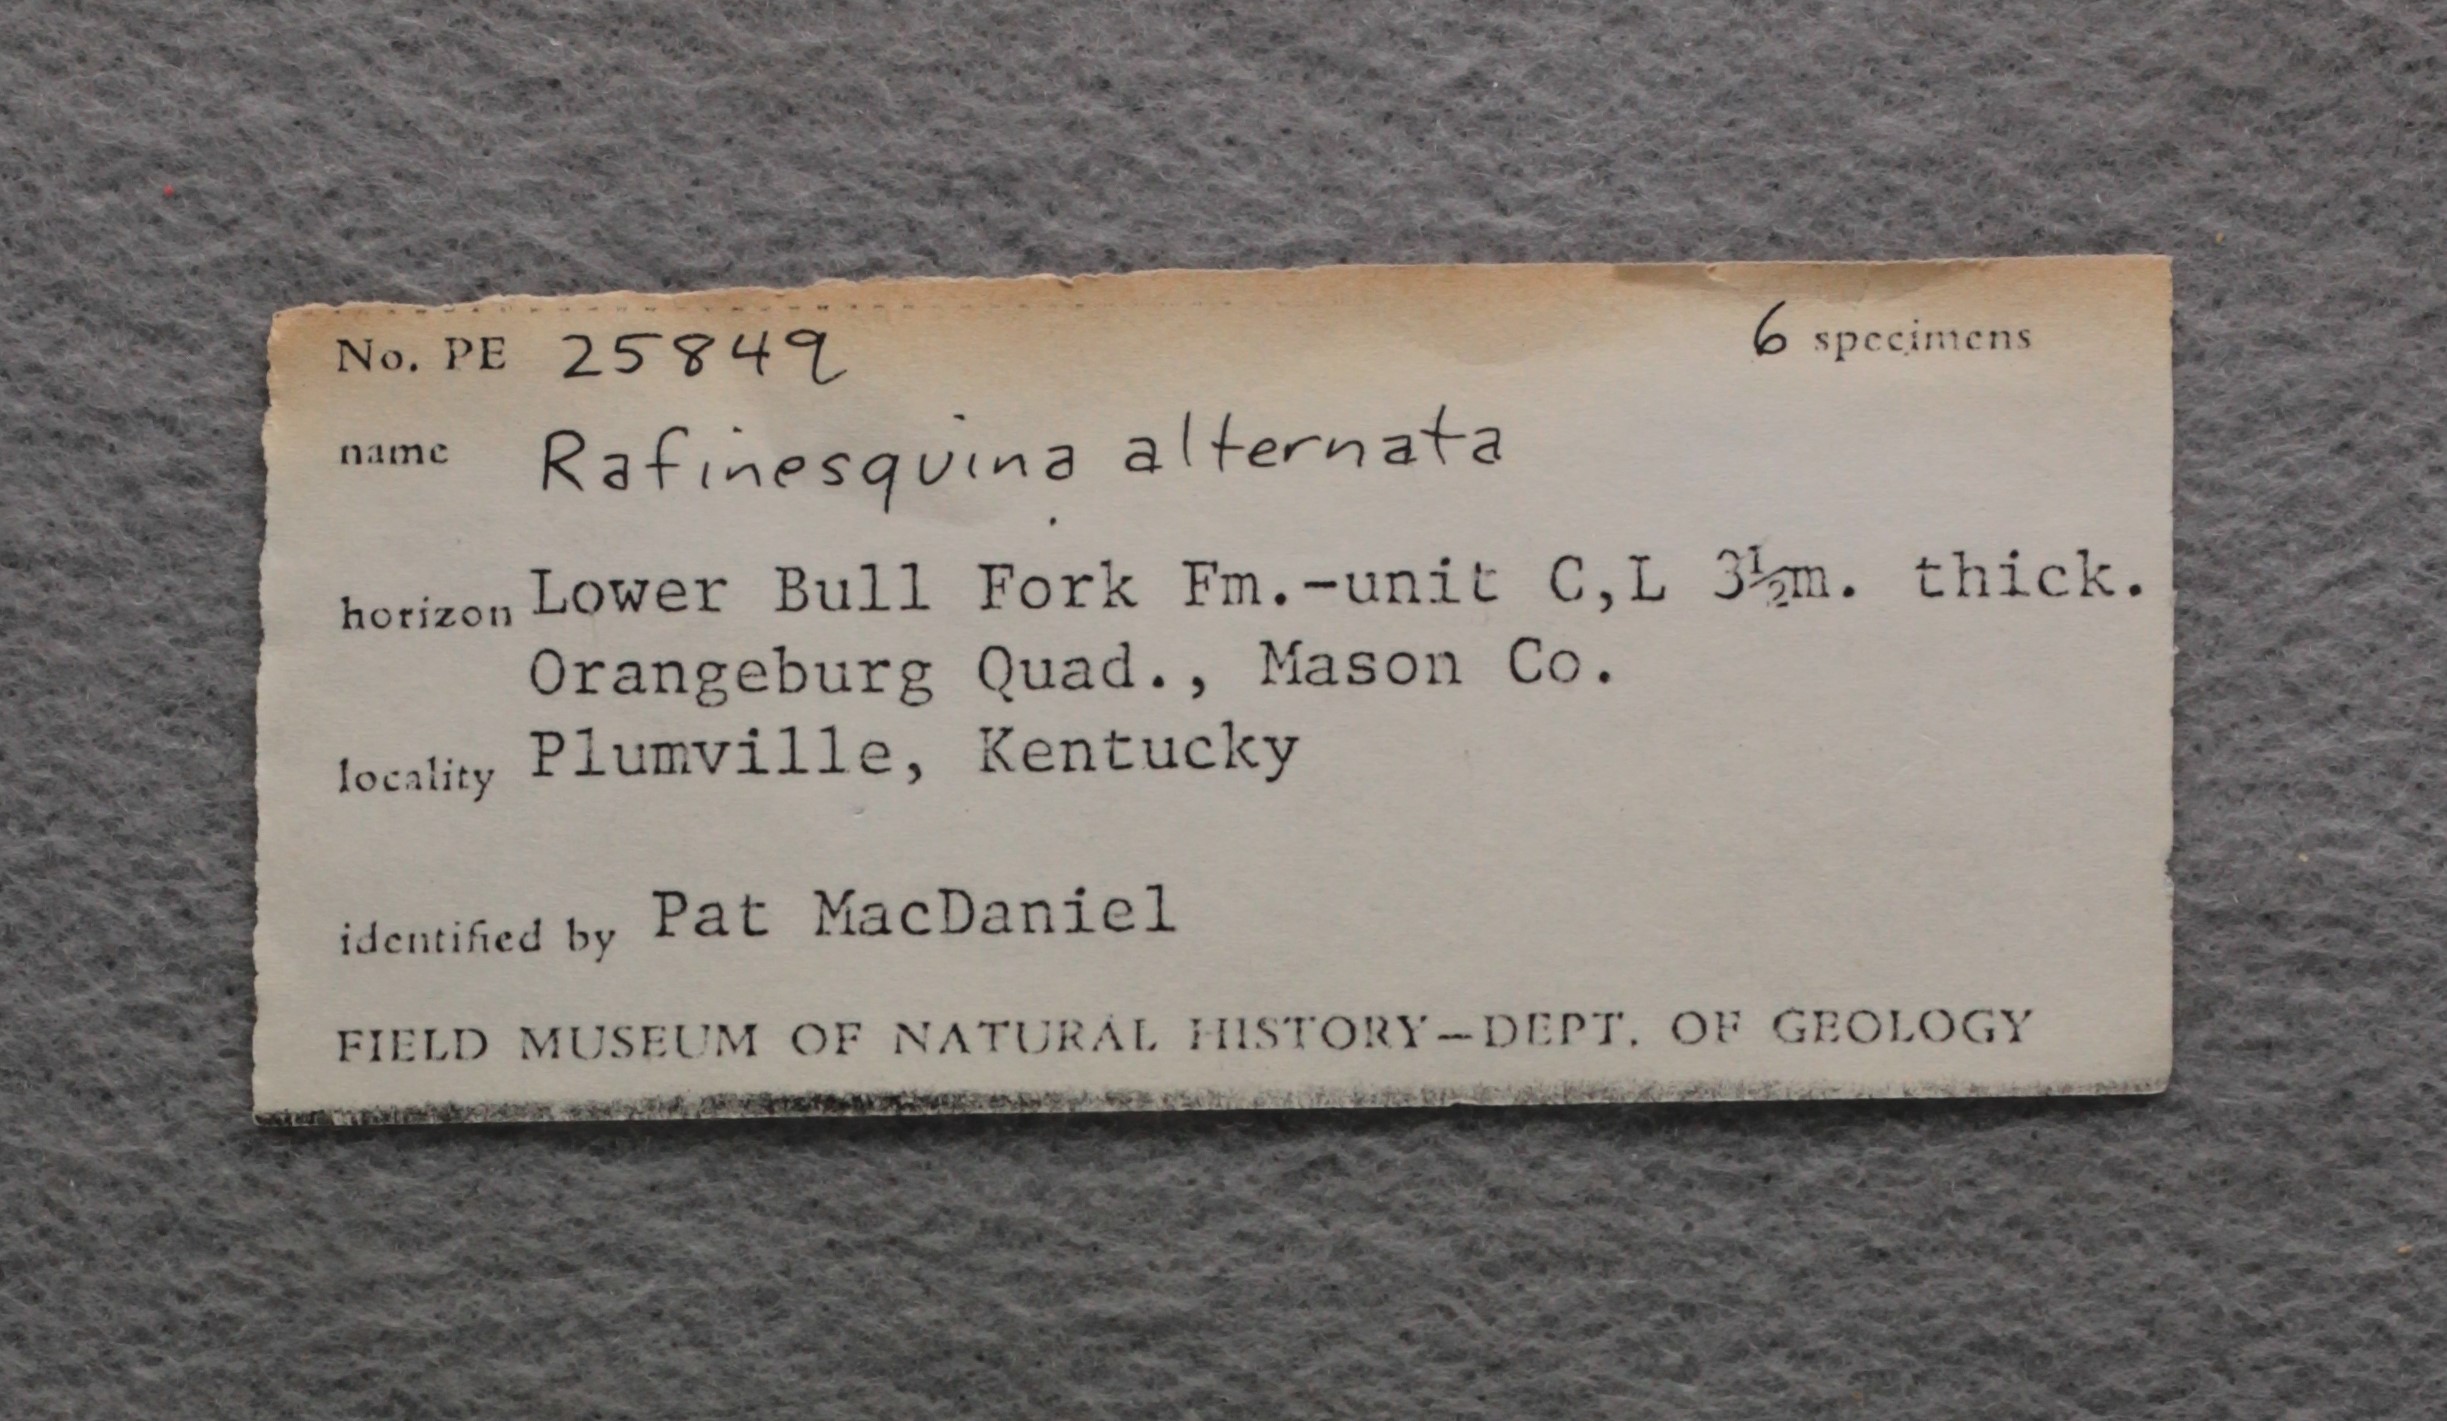 No. PE 25849 6 specimens
name Rafinesquina alternata
horizon Lower Bull Fork Fm.-unit C,L 3½m. thick.
Orangeburg Quad., Mason Co.
locality Plumville, Kentucky
identified by Pat MacDaniel
FIELD MUSEUM OF NATURAL HISTORY—DEPT. OF GEOLOGY